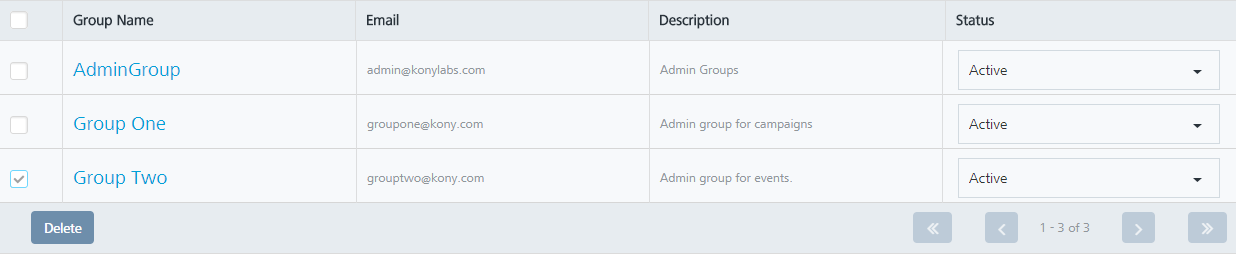 Group Name Email Description Status
AdminGroup admin@konylabs.com Admin Groups Active
Group One groupone@kony.com Admin group for campaigns Active
Group Two grouptwo@kony.com Admin group for events. Active
Delete 1 - 3 of 3